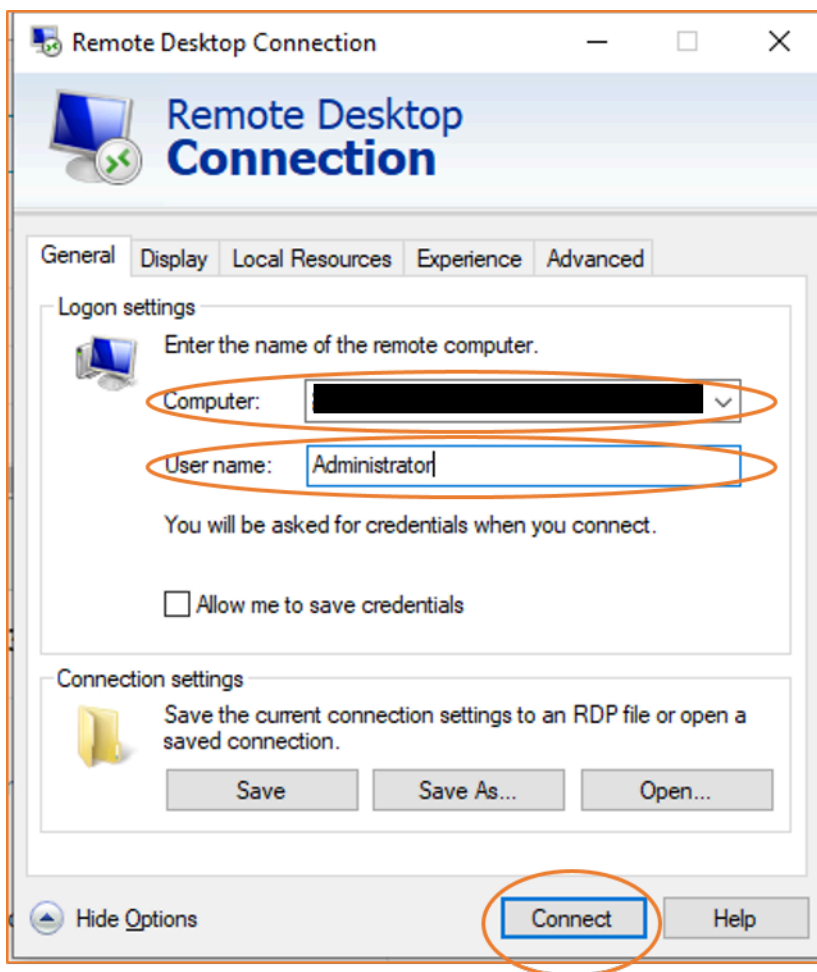 Remote Desktop Connection
Remote Desktop
Connection
General Display Local Resources Experience Advanced
Logon settings
Enter the name of the remote computer.
Computer:
User name: Administrator
You will be asked for credentials when you connect.
Allow me to save credentials
Connection settings
Save the current connection settings to an RDP file or open a
saved connection.
Save Save As... Open...
Hide Options Connect Help